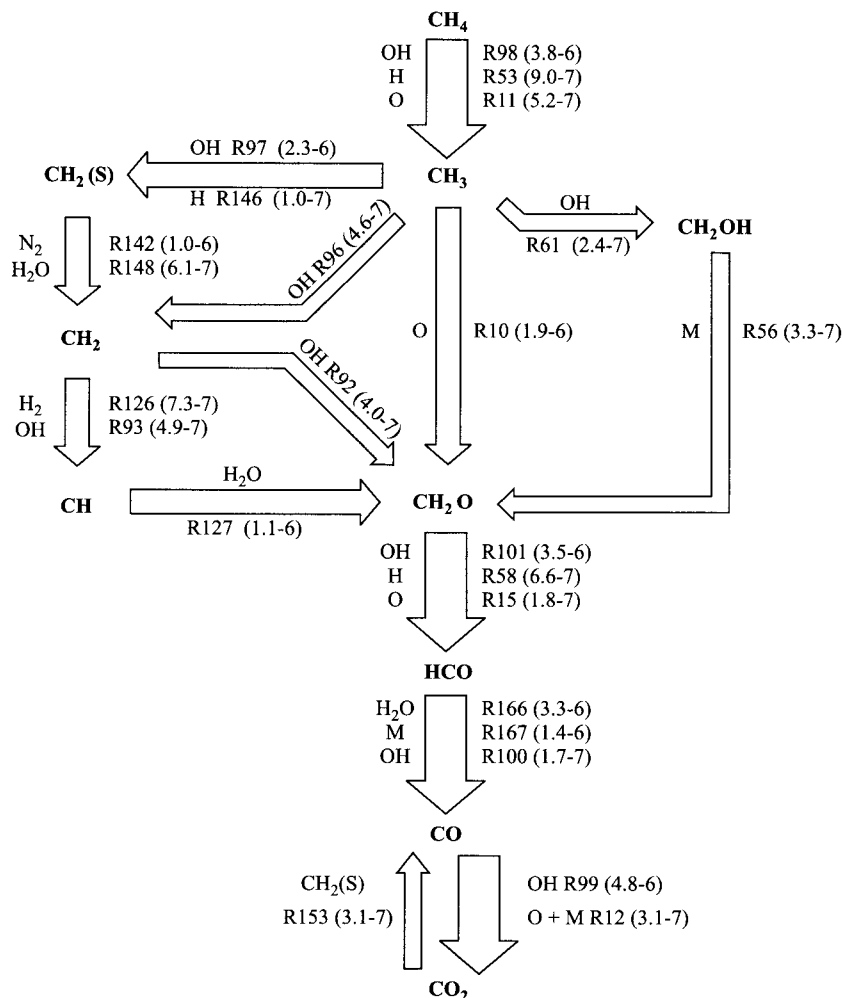 CH₄
OH R98 (3.8-6)
H R53 (9.0-7)
O R11 (5.2-7)
OH R97 (2.3-6)
CH₂ (S) CH₃
H R146 (1.0-7)
OH
CH₂OH
R61 (2.4-7)
N₂ R142 (1.0-6)
H₂O R148 (6.1-7)
OH R96 (4.6-7)
CH₂
O R10 (1.9-6)
M R56 (3.3-7)
OH R92 (4.0-7)
H₂ R126 (7.3-7)
OH R93 (4.9-7)
H₂O
CH CH₂ O
R127 (1.1-6)
OH R101 (3.5-6)
H R58 (6.6-7)
O R15 (1.8-7)
HCO
H₂O R166 (3.3-6)
M R167 (1.4-6)
OH R100 (1.7-7)
CO
CH₂(S) OH R99 (4.8-6)
R153 (3.1-7) O + M R12 (3.1-7)
CO₂